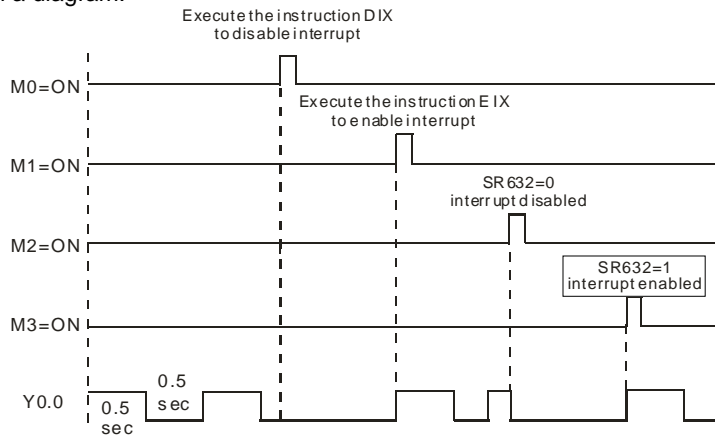 Execute the instruction DIX
to disable interrupt
M0=ON
Execute the instruction EIX
to enable interrupt
M1=ON
SR632=0
interrupt disabled
M2=ON
SR632=1
interrupt enabled
M3=ON
Y0.0
0.5
sec
0.5
sec